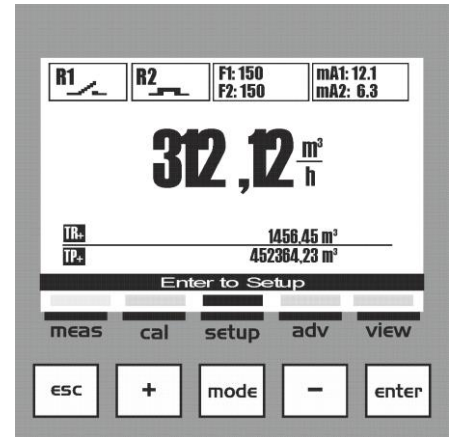 R1 R2 F1: 150 mA1: 12.1
F2: 150 mA2: 6.3
312,12 m³/h
TR+ 1456,45 m³
TP+ 452364,23 m³
Enter to Setup
meas cal setup adv view
esc + mode − enter